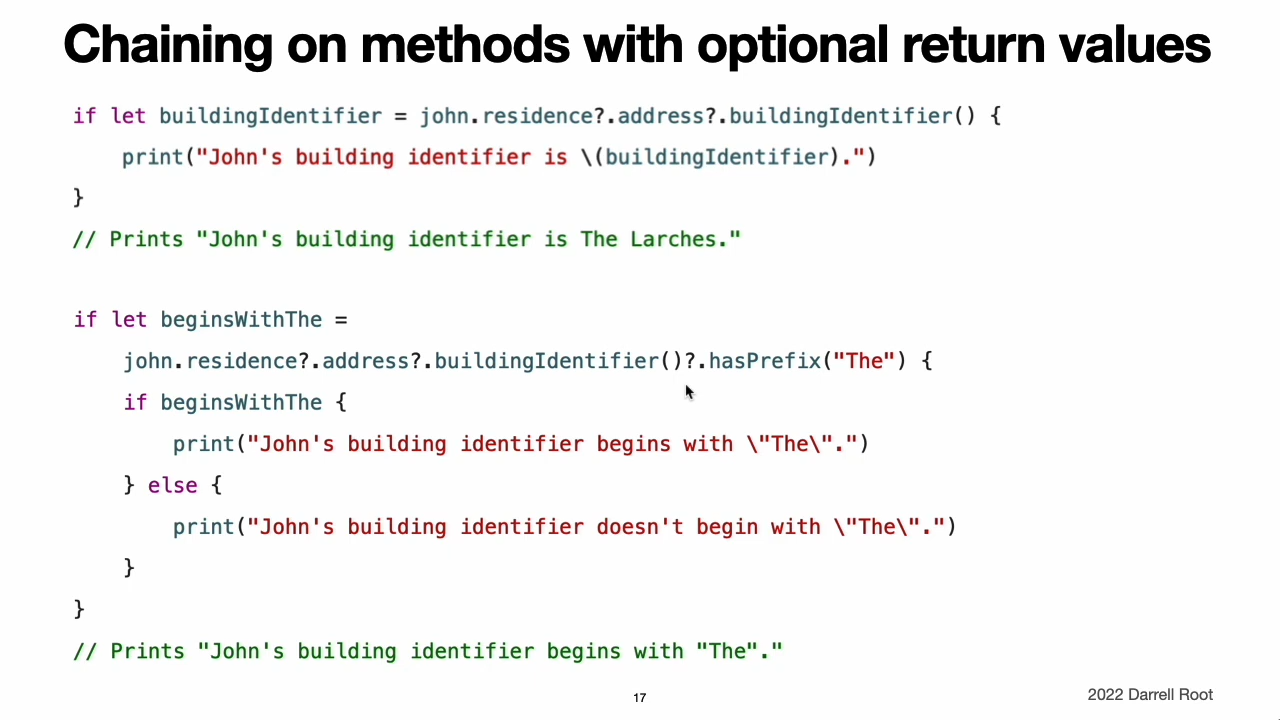 Chaining on methods with optional return values
if let buildingIdentifier = john.residence?.address?.buildingIdentifier() {
    print("John's building identifier is \(buildingIdentifier).")
}
// Prints "John's building identifier is The Larches."
if let beginsWithThe =
    john.residence?.address?.buildingIdentifier()?.hasPrefix("The") {
    if beginsWithThe {
        print("John's building identifier begins with \"The\".")
    } else {
        print("John's building identifier doesn't begin with \"The\".")
    }
}
// Prints "John's building identifier begins with "The"."
17
2022 Darrell Root